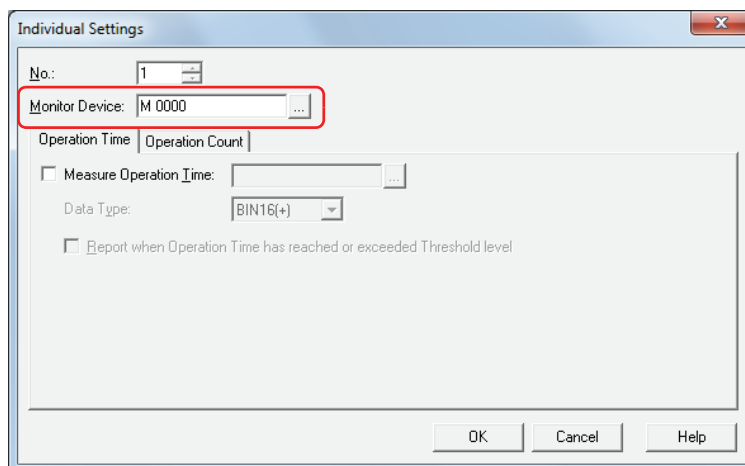 Individual Settings
No.: 1
Monitor Device: M 0000 ...
Operation Time Operation Count
Measure Operation Time: ...
Data Type: BIN16(+)
Report when Operation Time has reached or exceeded Threshold level
OK Cancel Help